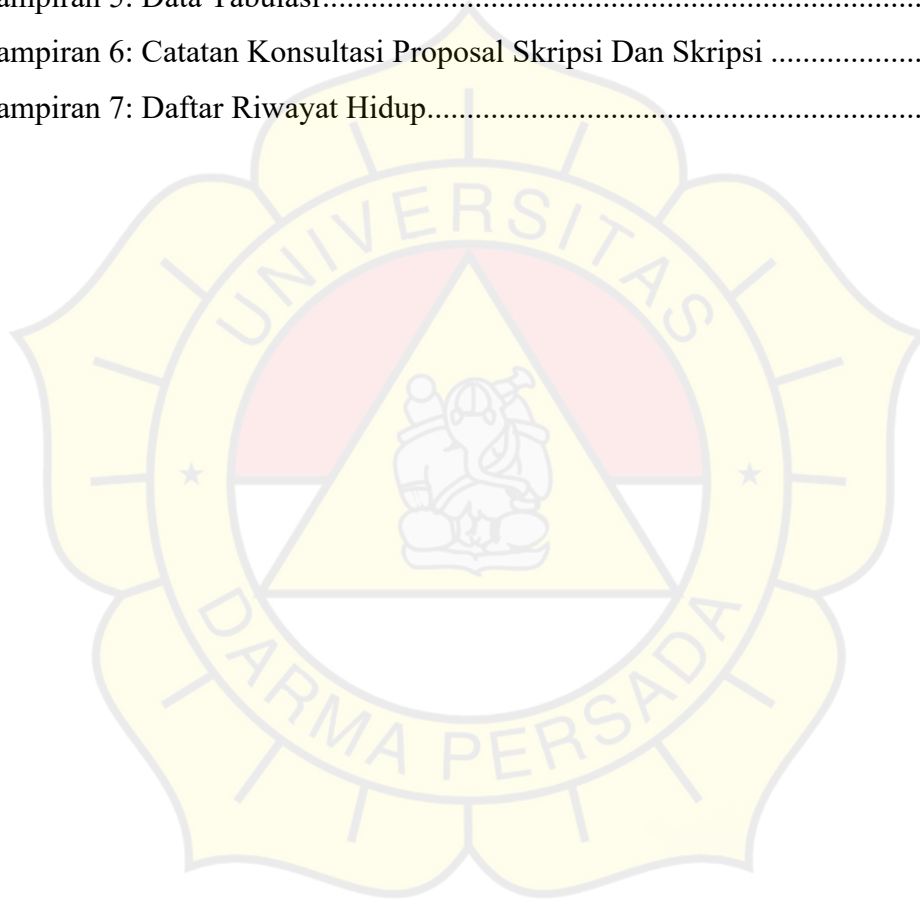 ampiran 5: Data Tabulasi....................................................................
ampiran 6: Catatan Konsultasi Proposal Skripsi Dan Skripsi ...................
ampiran 7: Daftar Riwayat Hidup..............................................................
UNIVERSITAS
DARMA PERSADA